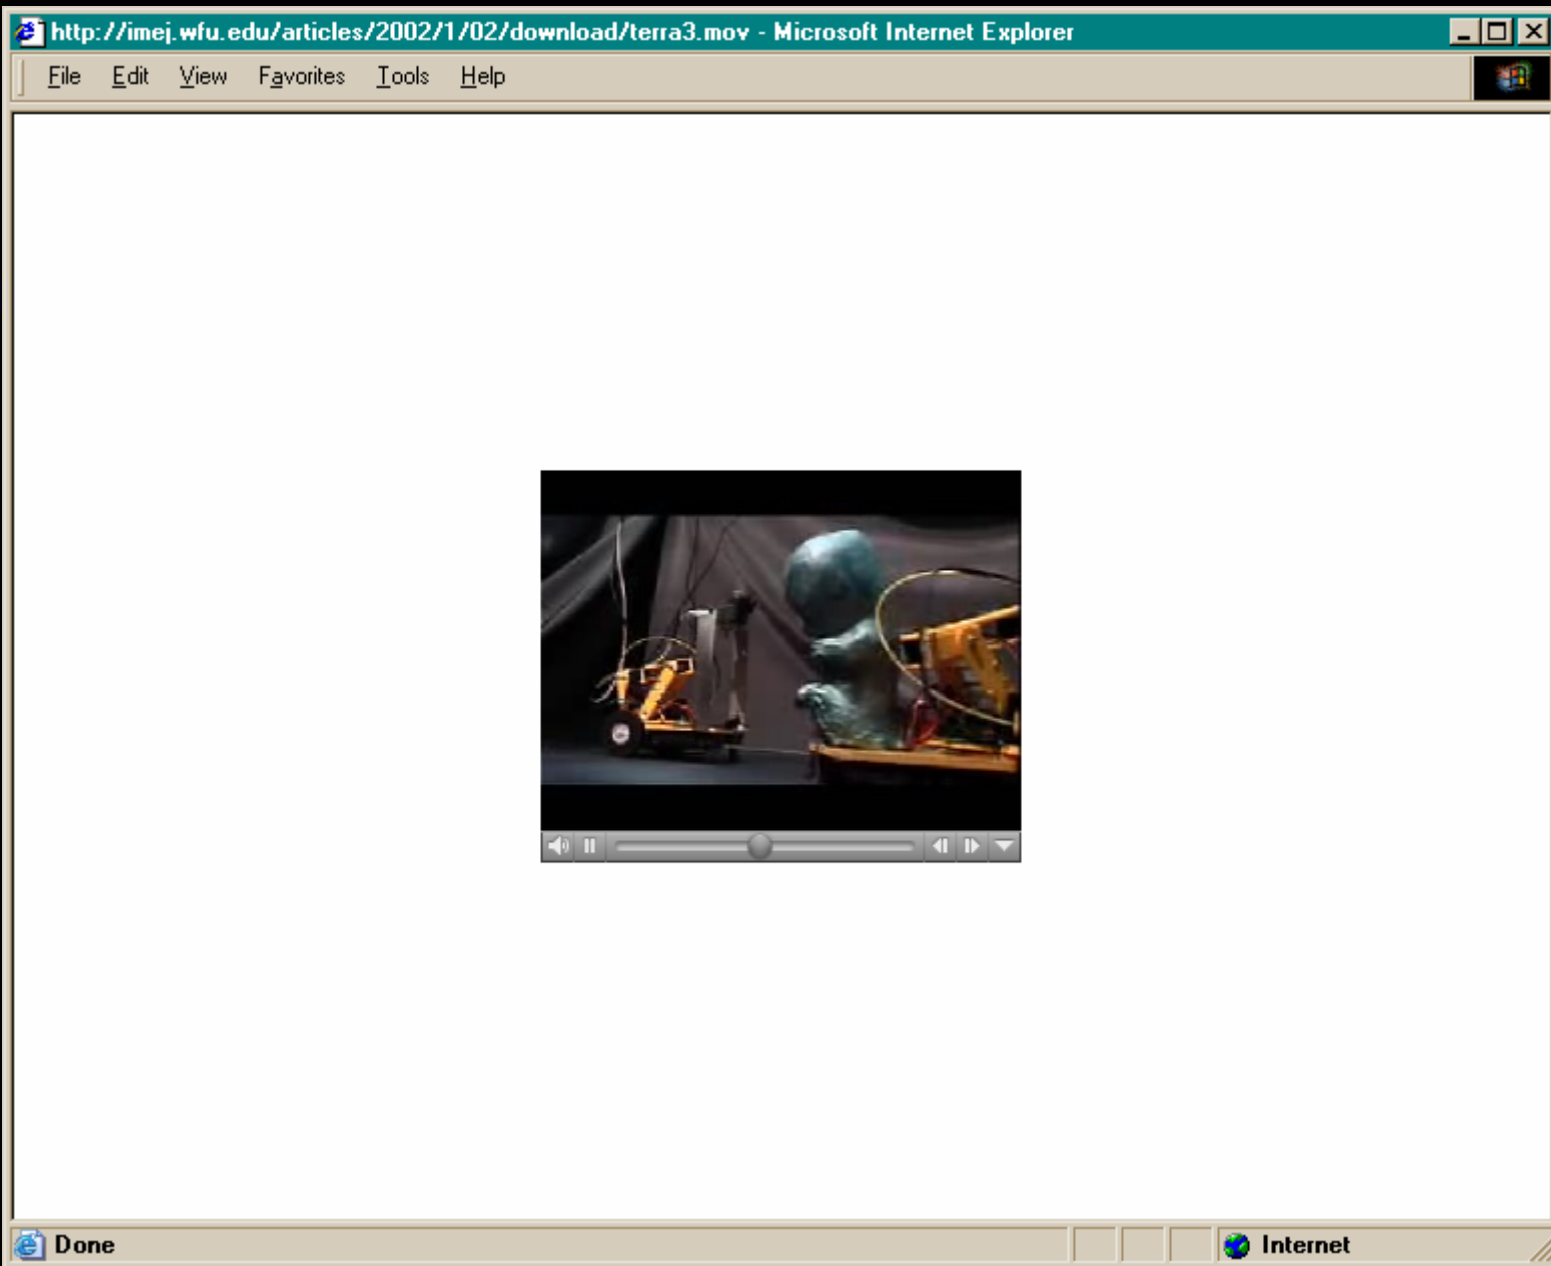 http://imej.wfu.edu/articles/2002/1/02/download/terra3.mov - Microsoft Internet Explorer
File Edit View Favorites Tools Help
Done Internet